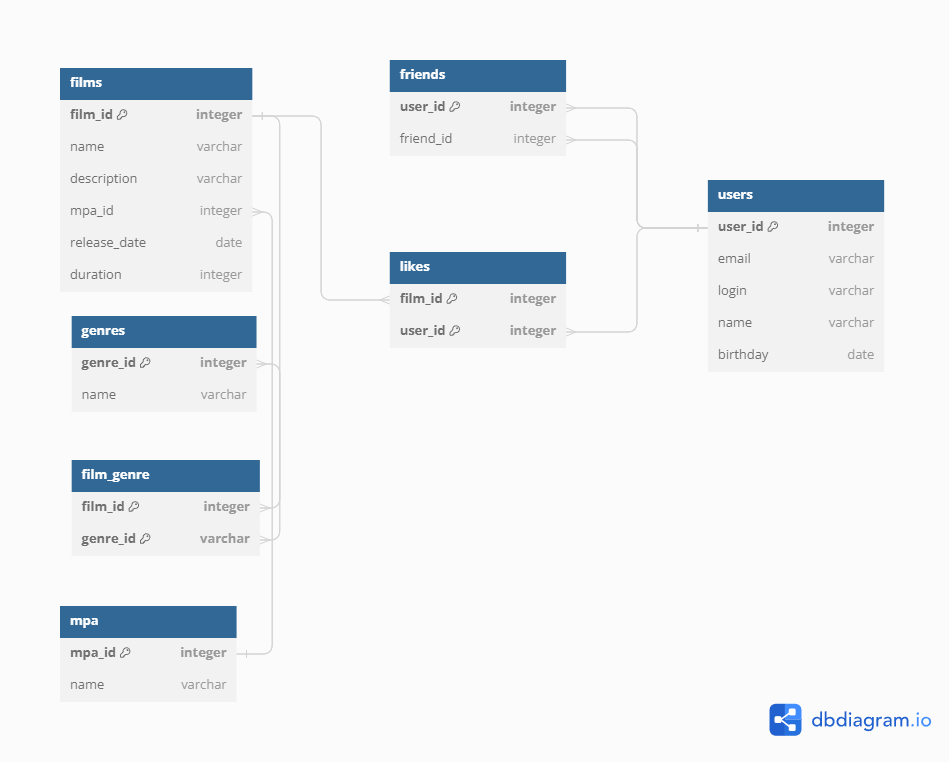 films
film_id integer
name varchar
description varchar
mpa_id integer
release_date date
duration integer
genres
genre_id integer
name varchar
film_genre
film_id integer
genre_id varchar
mpa
mpa_id integer
name varchar
friends
user_id integer
friend_id integer
likes
film_id integer
user_id integer
users
user_id integer
email varchar
login varchar
name varchar
birthday date
dbdiagram.io